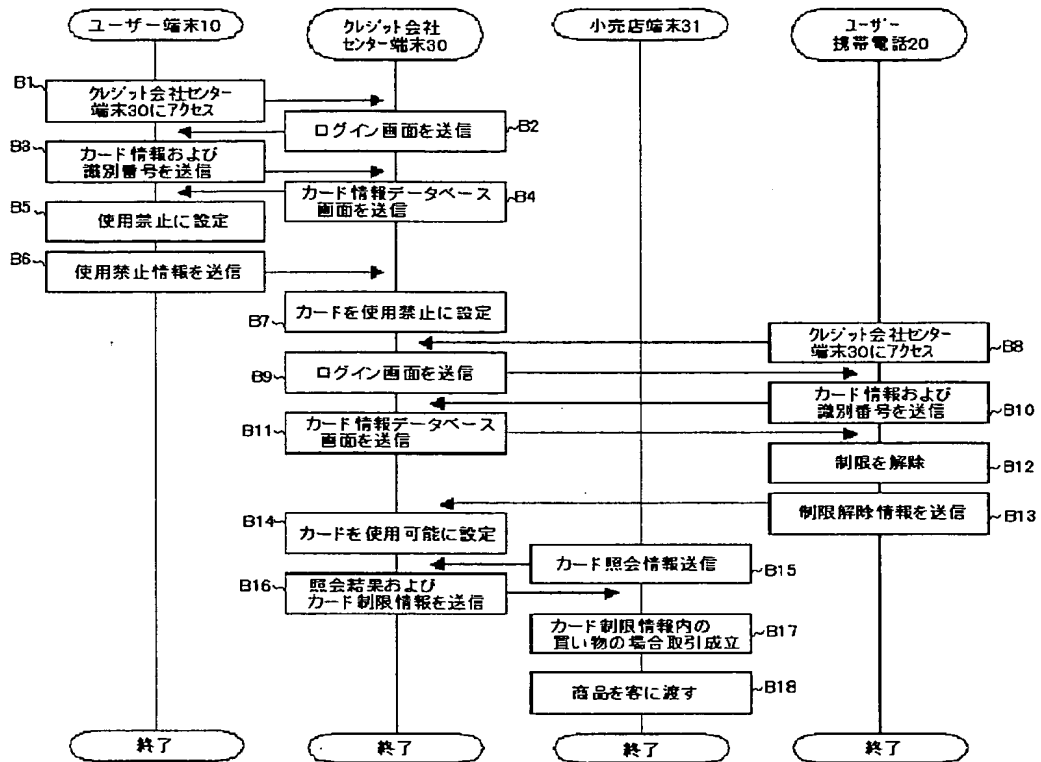 ユーザー端末10
クレジット会社
センター端末30
小売店端末31
ユーザー
携帯電話20
B1
クレジット会社センター
端末30にアクセス
ログイン画面を送信
B2
B3
カード情報および
識別番号を送信
カード情報データベース
画面を送信
B4
B5
使用禁止に設定
B6
使用禁止情報を送信
B7
カードを使用禁止に設定
クレジット会社センター
端末30にアクセス
B8
B9
ログイン画面を送信
カード情報および
識別番号を送信
B10
B11
カード情報データベース
画面を送信
制限を解除
B12
制限解除情報を送信
B13
B14
カードを使用可能に設定
カード照会情報送信
B15
B16
照会結果および
カード制限情報を送信
カード制限情報内の
買い物の場合取引成立
B17
商品を客に渡す
B18
終了
終了
終了
終了